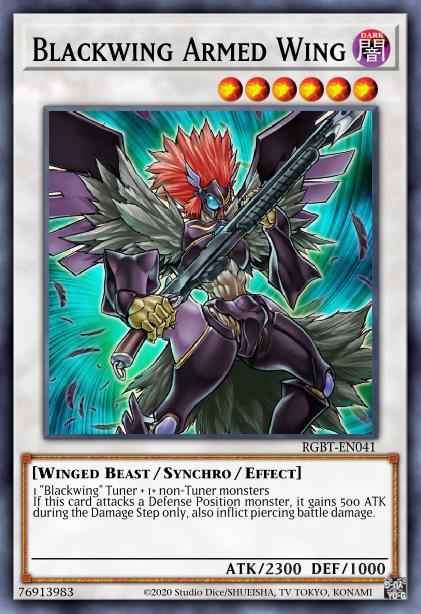 BLACKWING ARMED WING
DARK
闇
RGBT-EN041
[WINGED BEAST / SYNCHRO / EFFECT]
1 "Blackwing" Tuner + 1+ non-Tuner monsters
If this card attacks a Defense Position monster, it gains 500 ATK
during the Damage Step only, also inflict piercing battle damage.
ATK/2300 DEF/1000
76913983
©2020 Studio Dice/SHUEISHA, TV TOKYO, KONAMI